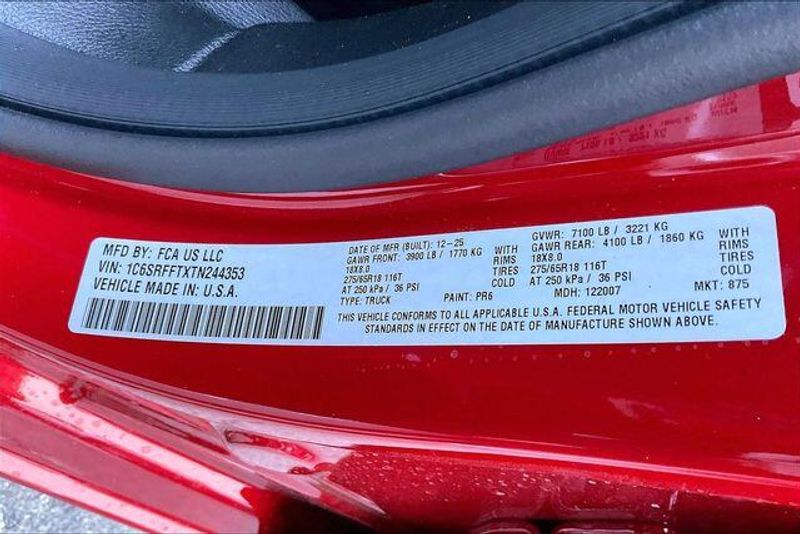 MFD BY: FCA US LLC
VIN: 1C6SRFFTXTN244353
VEHICLE MADE IN U.S.A.
DATE OF MFR (BUILT): 12-25
GAWR FRONT: 3900 LB / 1770 KG WITH
18X8.0 RIMS
275/65R18 116T TIRES
AT 250 kPa / 36 PSI COLD
TYPE: TRUCK PAINT: PR6
GVWR: 7100 LB / 3221 KG
GAWR REAR: 4100 LB / 1860 KG WITH
18X8.0 RIMS
275/65R18 116T TIRES
AT 250 kPa / 36 PSI COLD
MDH: 122007 MKT: 875
THIS VEHICLE CONFORMS TO ALL APPLICABLE U.S.A. FEDERAL MOTOR VEHICLE SAFETY
STANDARDS IN EFFECT ON THE DATE OF MANUFACTURE SHOWN ABOVE.